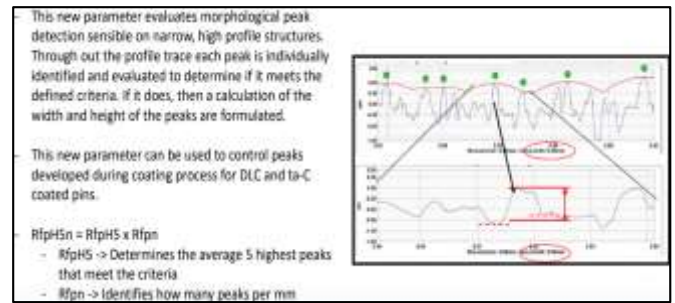 - This new parameter evaluates morphological peak
detection sensible on narrow, high profile structures.
Through out the profile trace each peak is individually
identified and evaluated to determine if it meets the
defined criteria. If it does, then a calculation of the
width and height of the peaks are formulated.
- This new parameter can be used to control peaks
developed during coating process for DLC and ta-C
coated pins.
- RfpH5n = RfpH5 x Rfpn
- RfpH5 -> Determines the average 5 highest peaks
that meet the criteria
- Rfpn -> Identifies how many peaks per mm